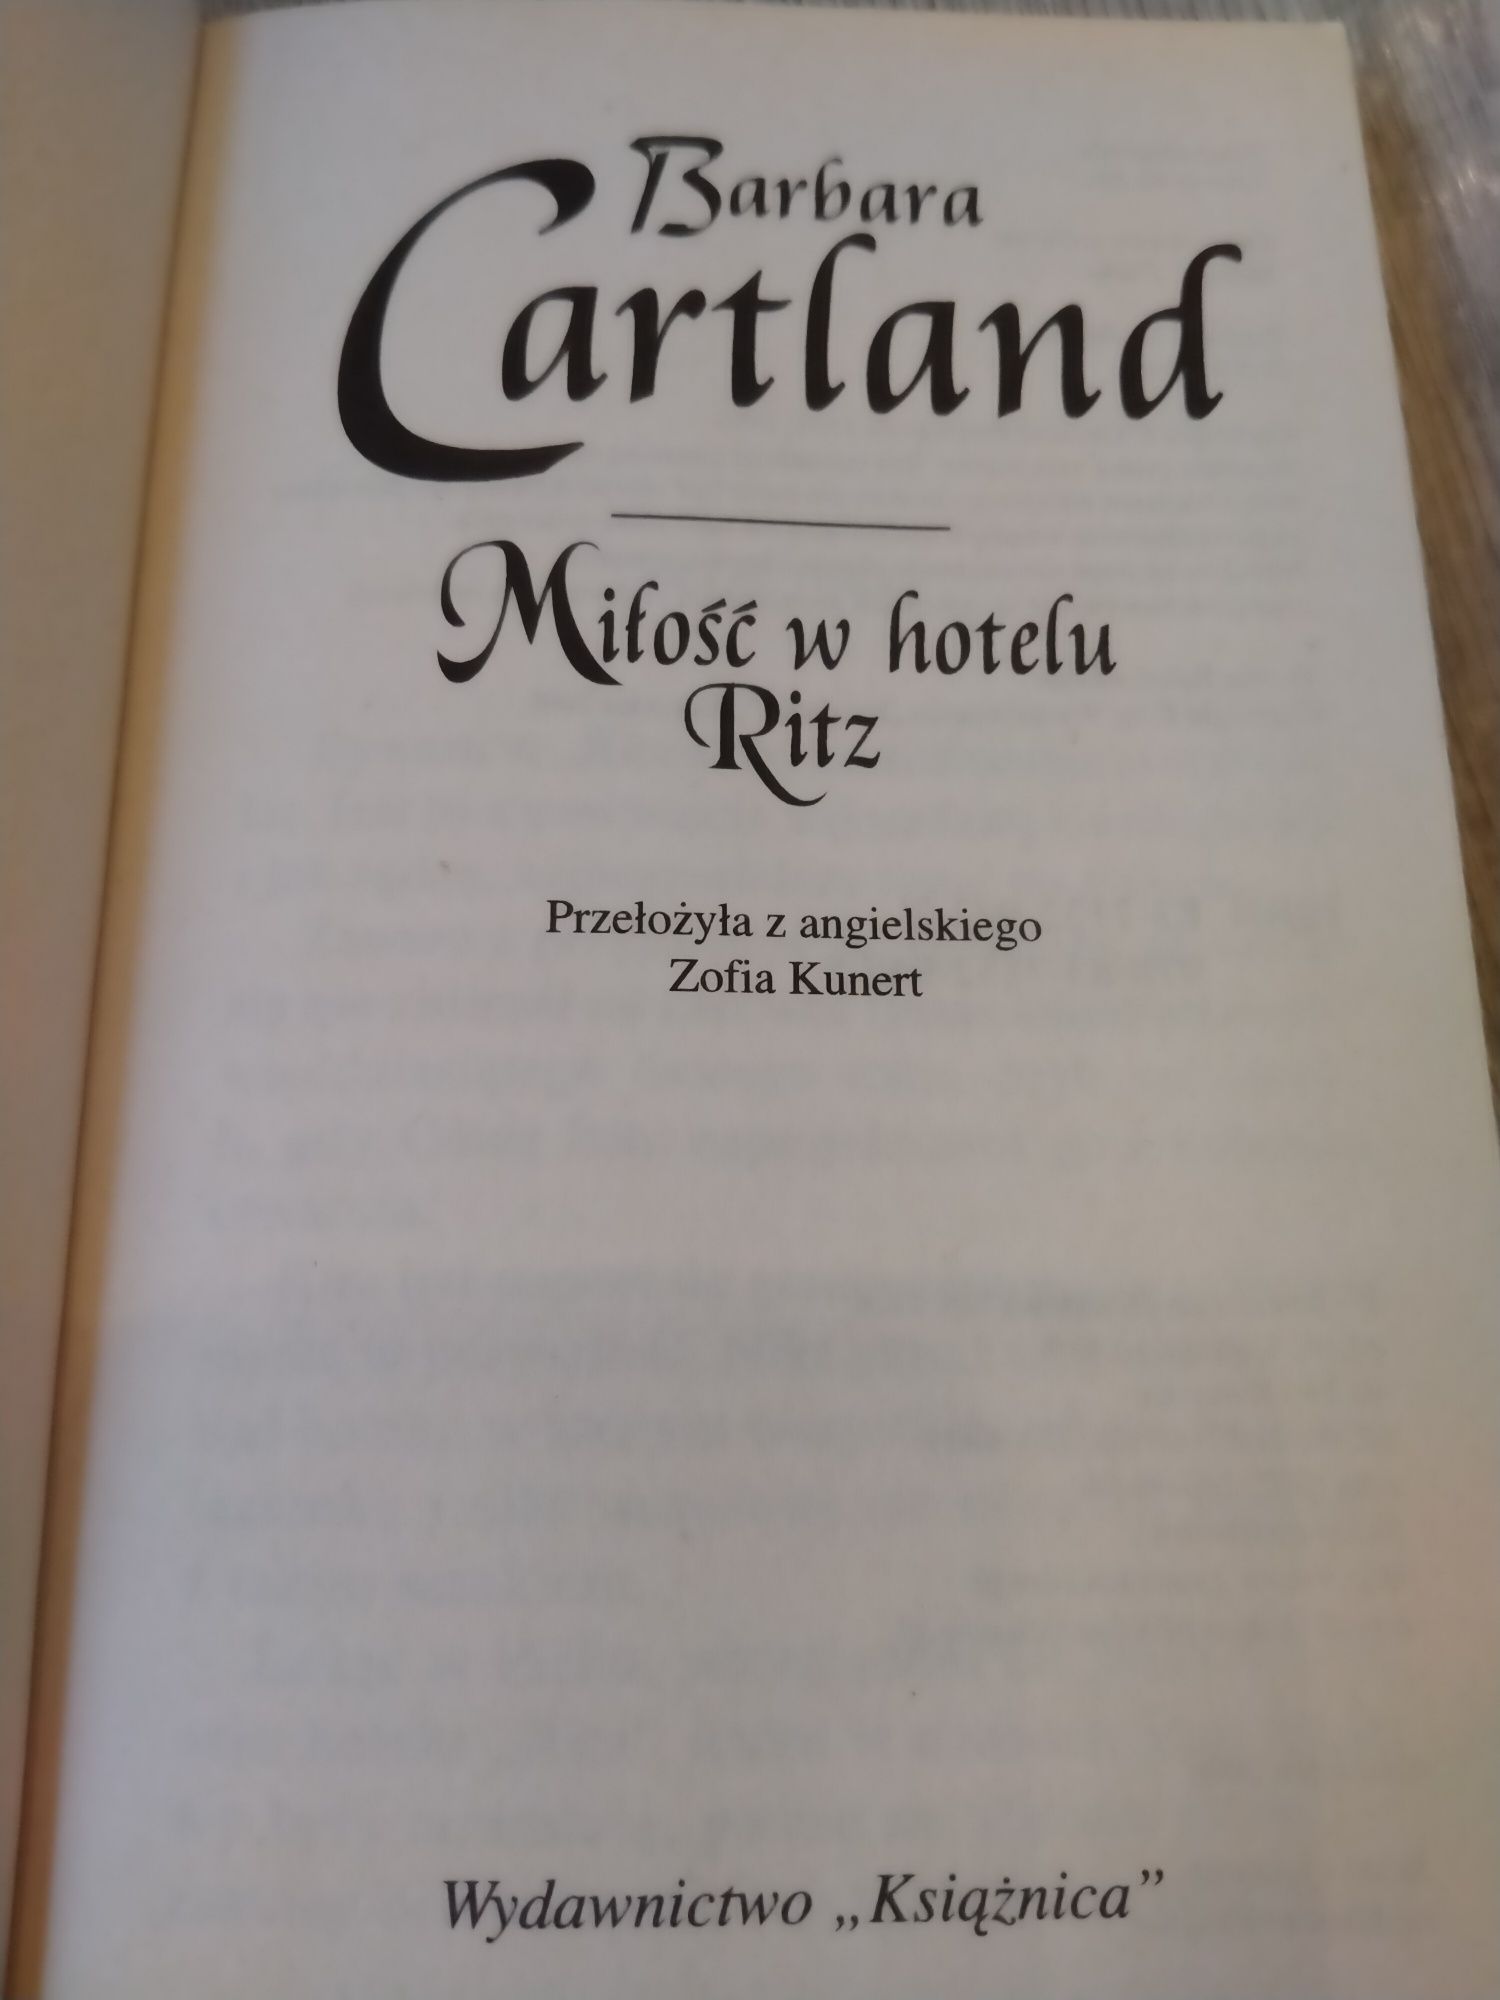 Barbara
Cartland
Miłość w hotelu
Ritz
Przełożyła z angielskiego
Zofia Kunert
Wydawnictwo „Książnica”